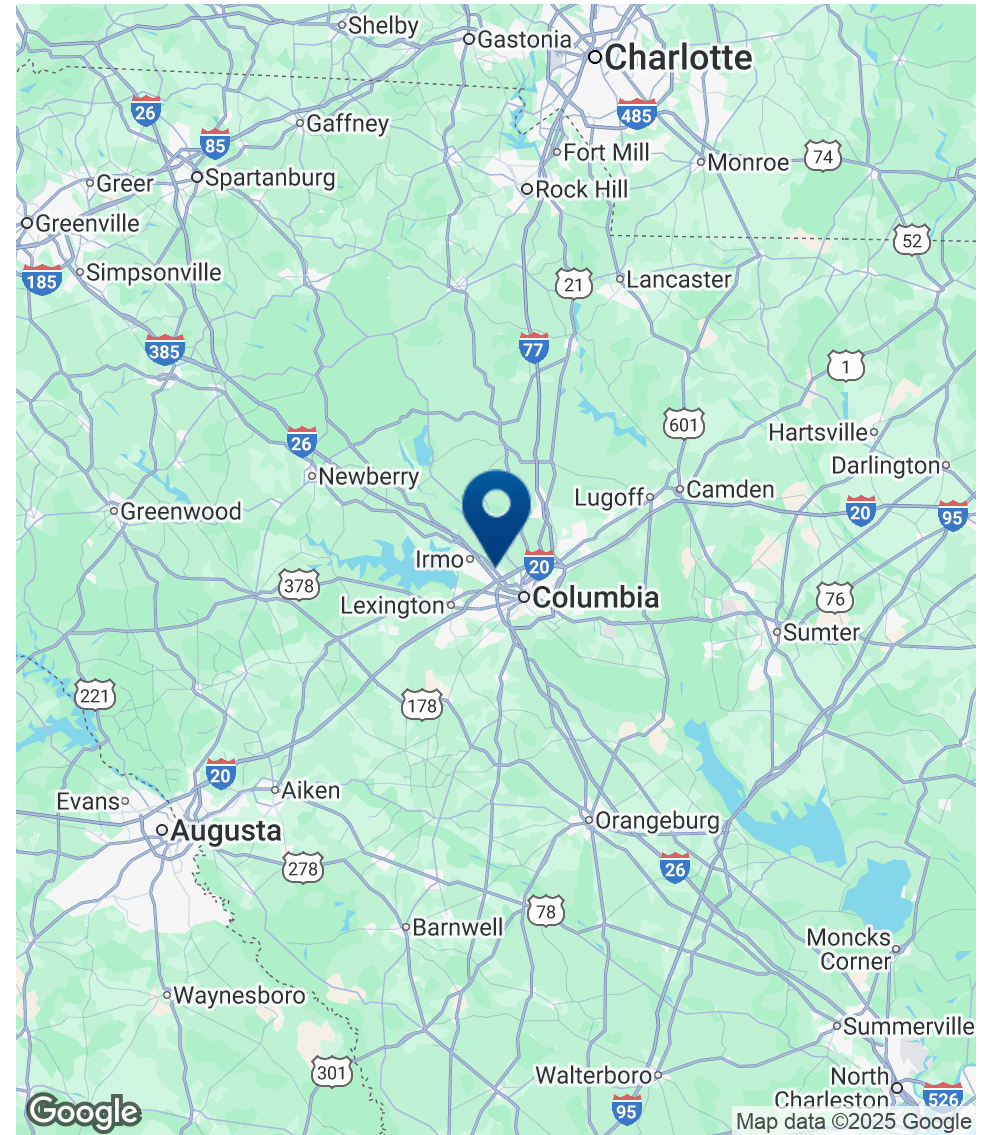 Shelby
Gastonia
Charlotte
26
485
Gaffney
85
Fort Mill
Monroe
74
Greer
Spartanburg
Rock Hill
Greenville
52
Simpsonville
185
Lancaster
21
385
77
1
601
Hartsville
26
Darlington
Newberry
Lugoff
Camden
Greenwood
20
95
Irmo
20
378
Lexington
Columbia
76
Sumter
221
178
20
Aiken
Evans
Augusta
Orangeburg
278
26
78
Barnwell
Moncks
Corner
Waynesboro
Summerville
301
Walterboro
North
Charleston
526
95
Google
Map data ©2025 Google